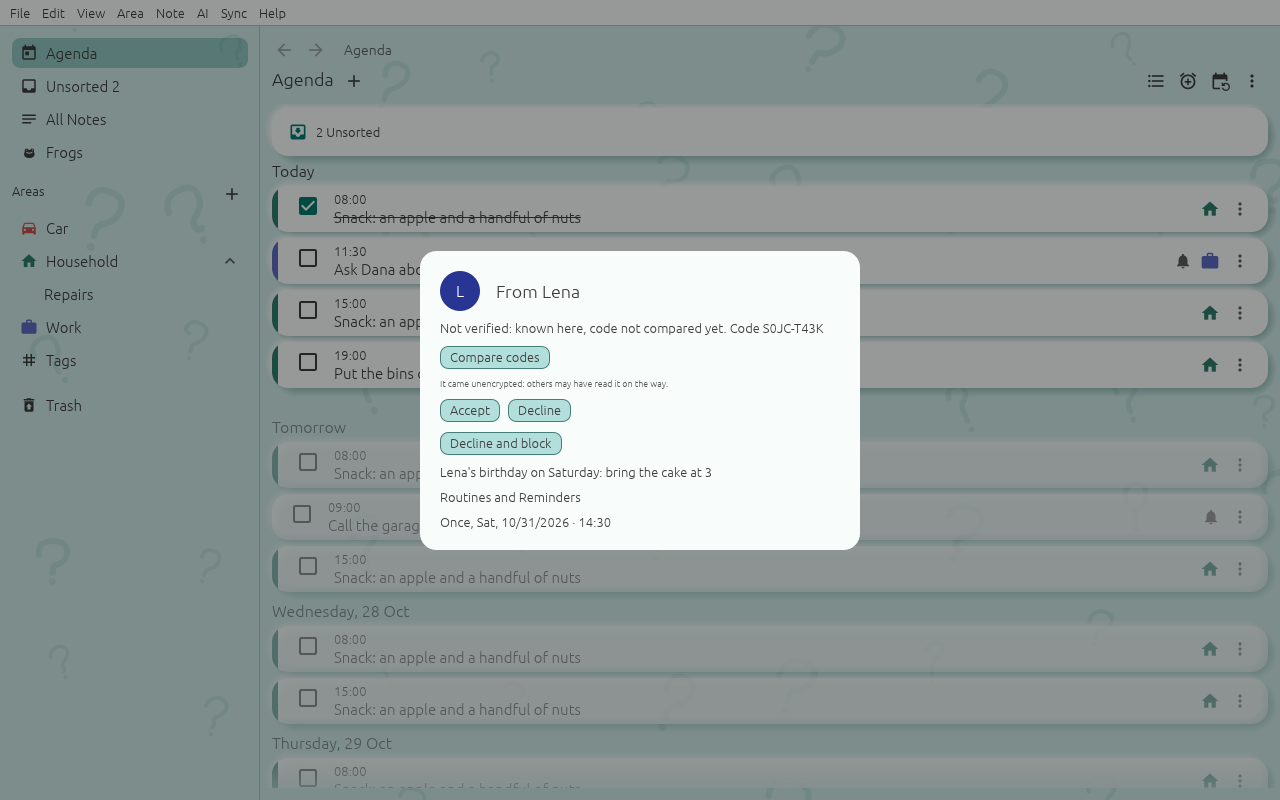 File Edit View Area Note AI Sync Help
Agenda
Unsorted 2
All Notes
Frogs
Areas
Car
Household
Repairs
Work
Tags
Trash
Agenda
Agenda
2 Unsorted
Today
08:00
Snack: an apple and a handful of nuts
11:30
Ask Dana
15:00
Snack: an
19:00
Put the bins
From Lena
Not verified: known here, code not compared yet. Code S0JC-T43K
Compare codes
It came unencrypted: others may have read it on the way.
Accept Decline
Decline and block
Lena's birthday on Saturday: bring the cake at 3
Routines and Reminders
Once, Sat, 10/31/2026 · 14:30
Tomorrow
08:00
Snack: an
09:00
Call the
15:00
Snack: an apple and a handful of nuts
Wednesday, 28 Oct
08:00
Snack: an apple and a handful of nuts
15:00
Snack: an apple and a handful of nuts
Thursday, 29 Oct
08:00
Snack: an apple and a handful of nuts